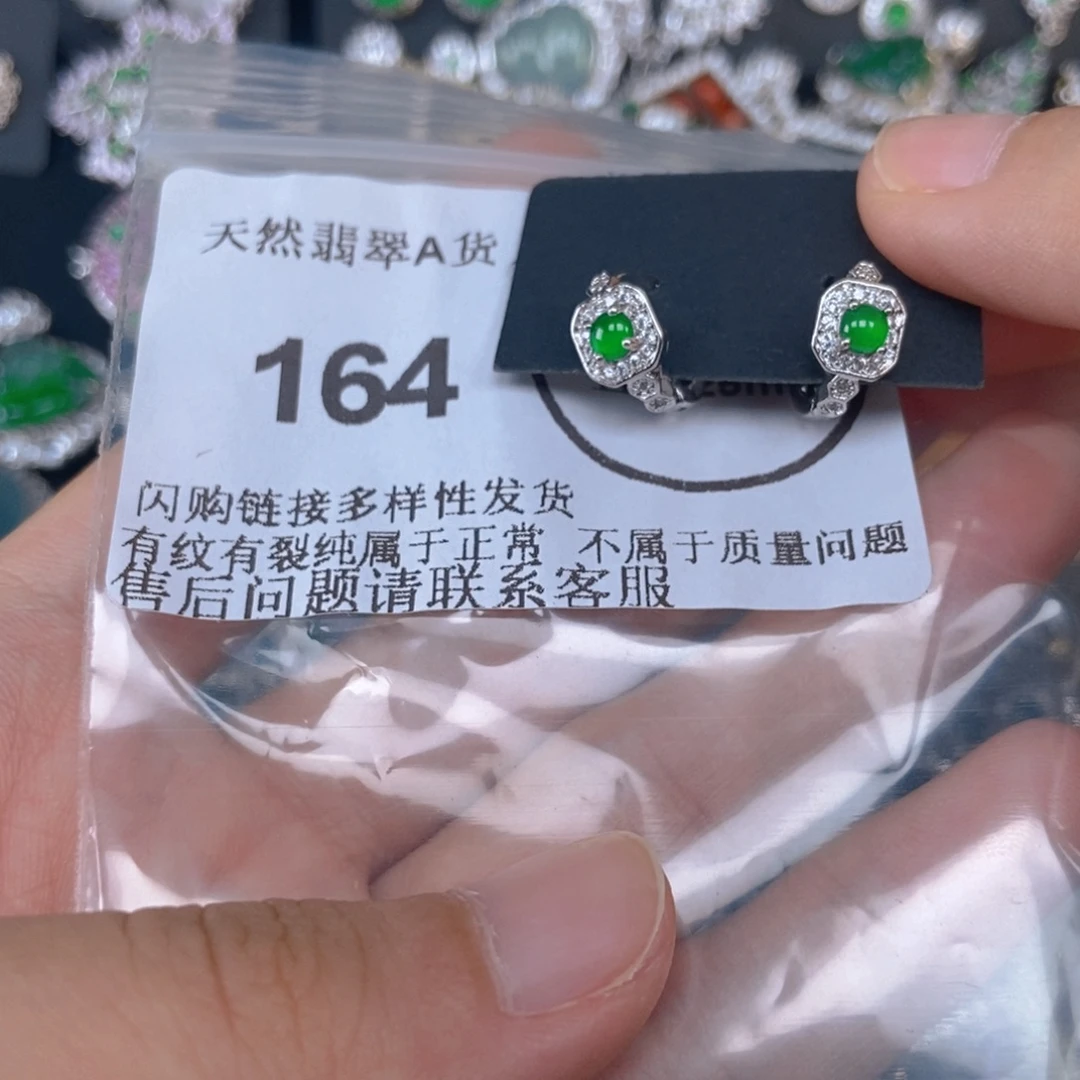 天然翡翠A货
164
闪购链接多样性发货
有纹有裂纯属于正常 不属于质量问题
售后问题请联系客服